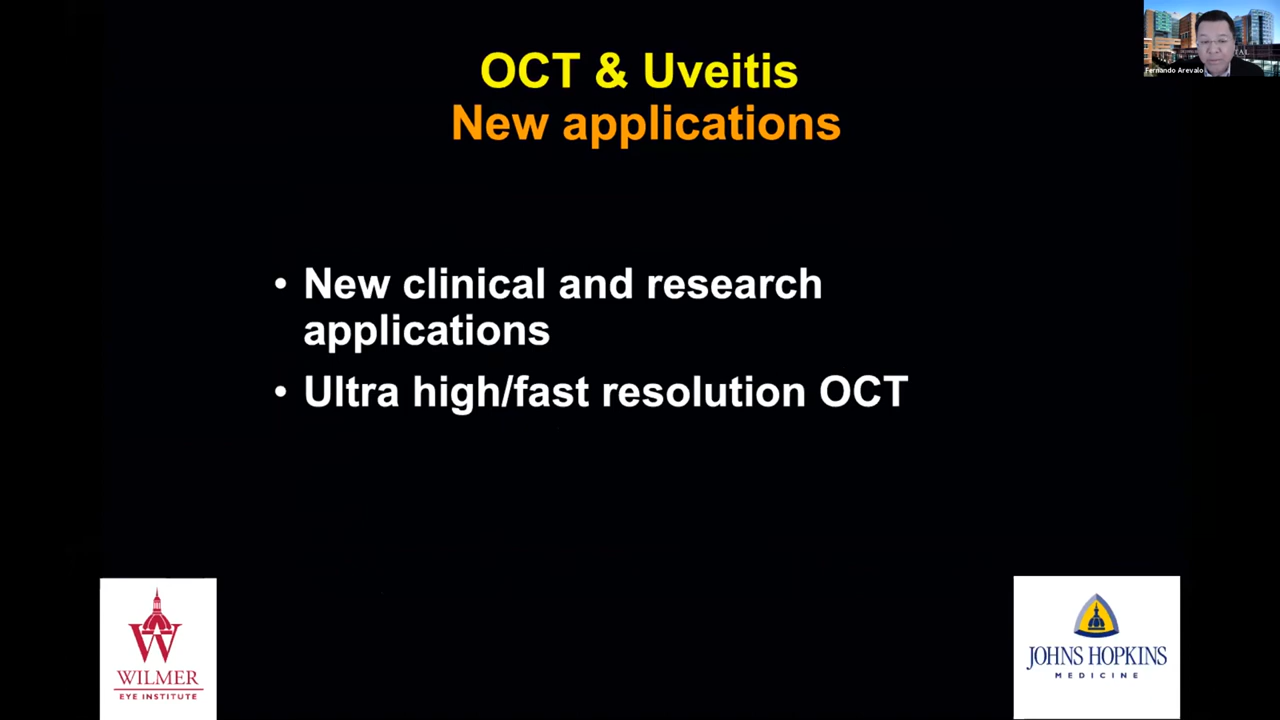 OCT & Uveitis
New applications
• New clinical and research
applications
• Ultra high/fast resolution OCT
Fernando Arevalo
W
WILMER
EYE INSTITUTE
JOHNS HOPKINS
MEDICINE